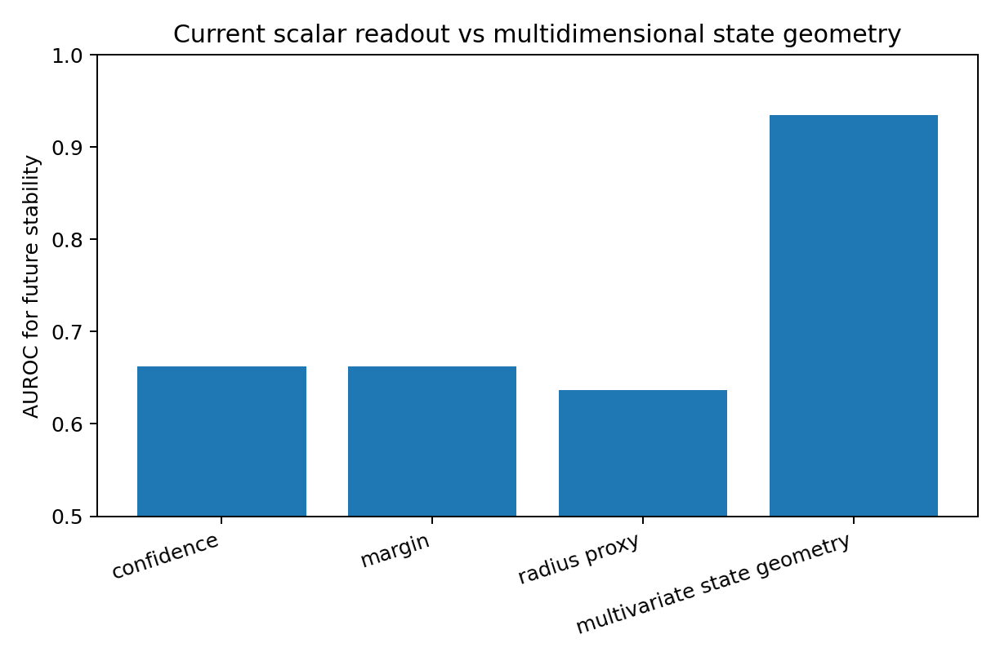 Current scalar readout vs multidimensional state geometry
AUROC for future stability
1.0
0.9
0.8
0.7
0.6
0.5
confidence
margin
radius proxy
multivariate state geometry